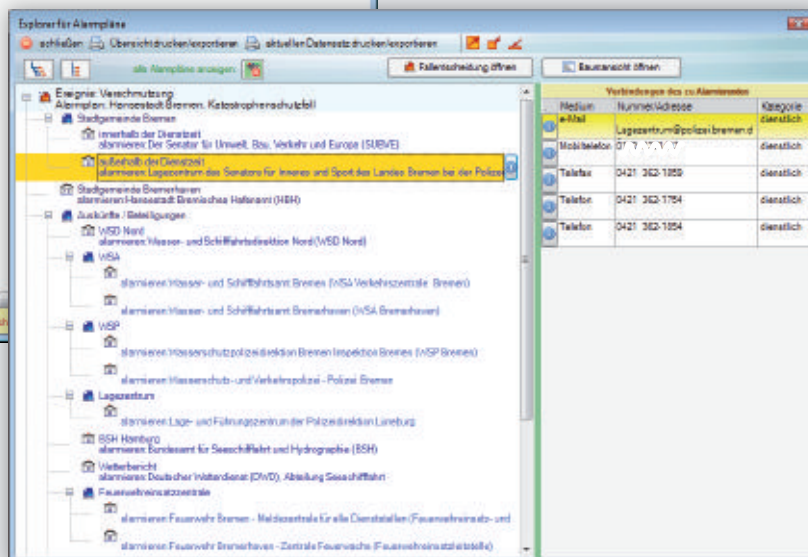 Explorer für Alarmpläne
schließen Übersicht drucken/exportieren aktuellen Datensatz drucken/exportieren
alle Alarmpläne anzeigen Fallentscheidung öffnen Baumansicht öffnen
Ereignis: Verschmutzung
Alarmplan: Hansestadt Bremen, Katastrophenschutzfall
Stadtgemeinde Bremen
innerhalb der Dienstzeit
alarmieren: Der Senator für Umwelt, Bau, Verkehr und Europa (SUBVE)
außerhalb der Dienstzeit
alarmieren: Lagezentrum des Senators für Inneres und Sport des Landes Bremen bei der Polizei
Stadtgemeinde Bremerhaven
alarmieren: Hansestadt Bremisches Hafenamt (HBH)
Auskünfte / Beteiligungen
WSD Nord
alarmieren: Wasser- und Schifffahrtsdirektion Nord (WSD Nord)
WSA
alarmieren: Wasser- und Schifffahrtsamt Bremen (WSA Verkehrszentrale Bremen)
alarmieren: Wasser- und Schifffahrtsamt Bremerhaven (WSA Bremerhaven)
WSP
alarmieren: Wasserschutzpolizeidirektion Bremen Inspektion Bremen (WSP Bremen)
alarmieren: Wasserschutz- und Verkehrspolizei - Polizei Bremen
Lagezentrum
alarmieren: Lage- und Führungszentrum der Polizeidirektion Lüneburg
BSH Hamburg
alarmieren: Bundesamt für Seeschifffahrt und Hydrographie (BSH)
Wetterbericht
alarmieren: Deutscher Wetterdienst (DWD), Abteilung Seeschifffahrt
Feuerwehreinsatzzentrale
alarmieren: Feuerwehr Bremen - Meldezentrale für alle Dienststellen (Feuerwehreinsatz- und
alarmieren: Feuerwehr Bremerhaven - Zentrale Feuerwache (Feuerwehreinsatzleitstelle)
Verbindungen des zu Alarmierenden
Medium Nummer/Adresse Kategorie
e-Mail Lagezentrum@polizei.bremen.d dienstlich
Mobiltelefon dienstlich
Telefax 0421 362-1859 dienstlich
Telefon 0421 362-1754 dienstlich
Telefon 0421 362-1854 dienstlich